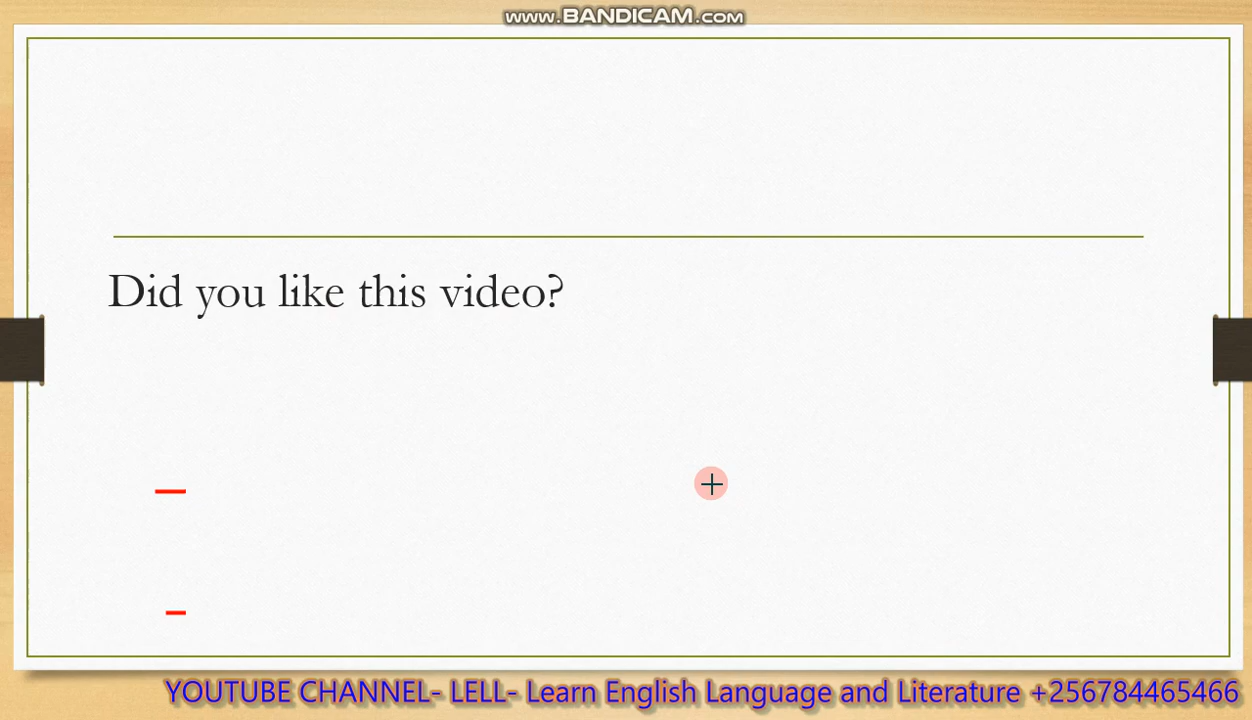 www.BANDICAM.com
Did you like this video?
YOUTUBE CHANNEL- LELL- Learn English Language and Literature +256784465466